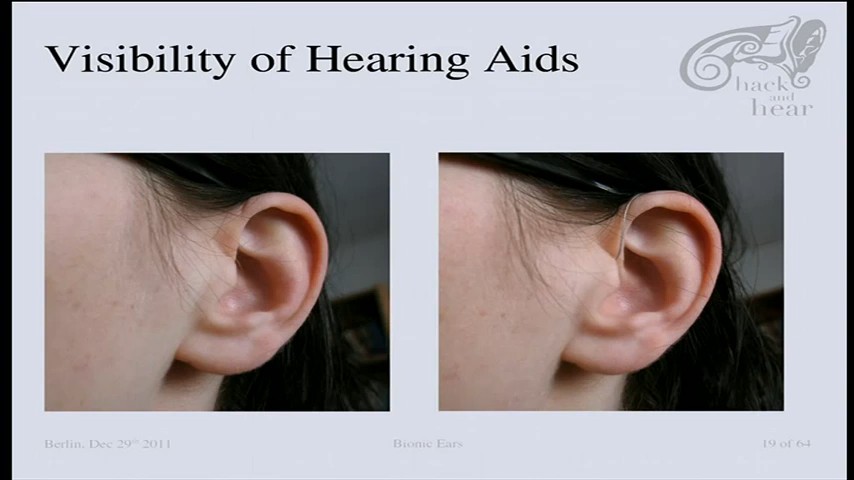 Visibility of Hearing Aids
hack
and
hear
Berlin, Dec 29th 2011
Bionic Ears
19 of 64